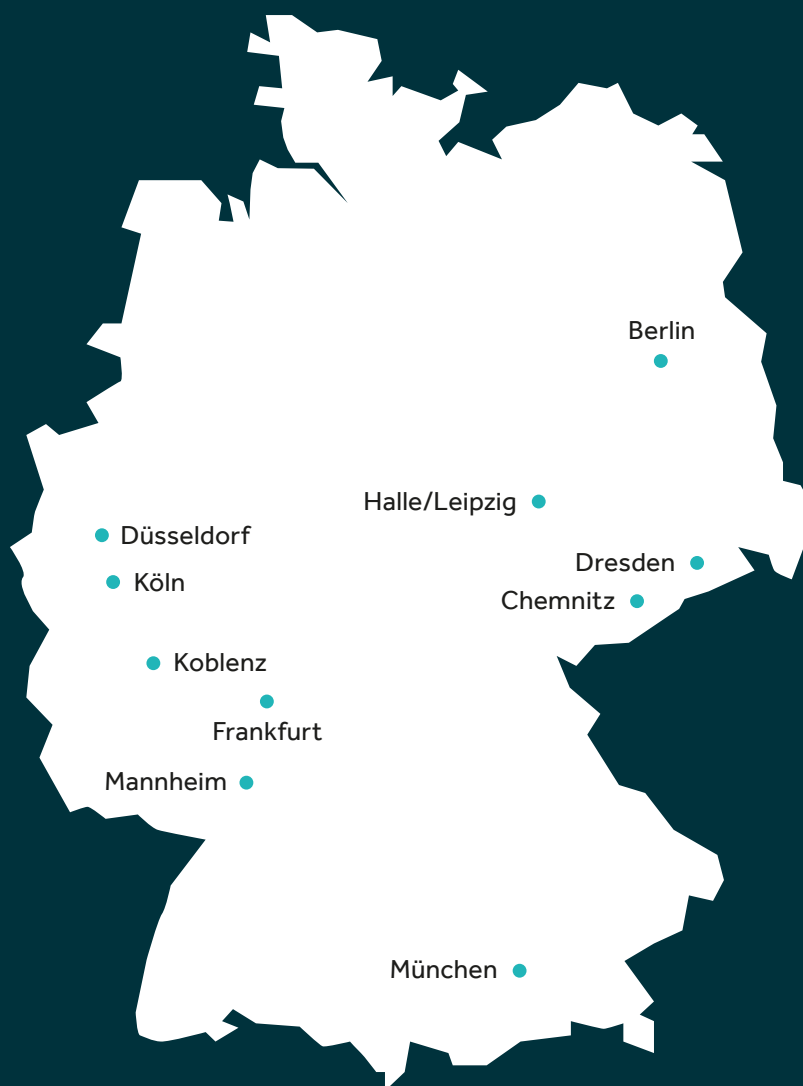 Berlin
Halle/Leipzig
Düsseldorf
Dresden
Köln
Chemnitz
Koblenz
Frankfurt
Mannheim
München